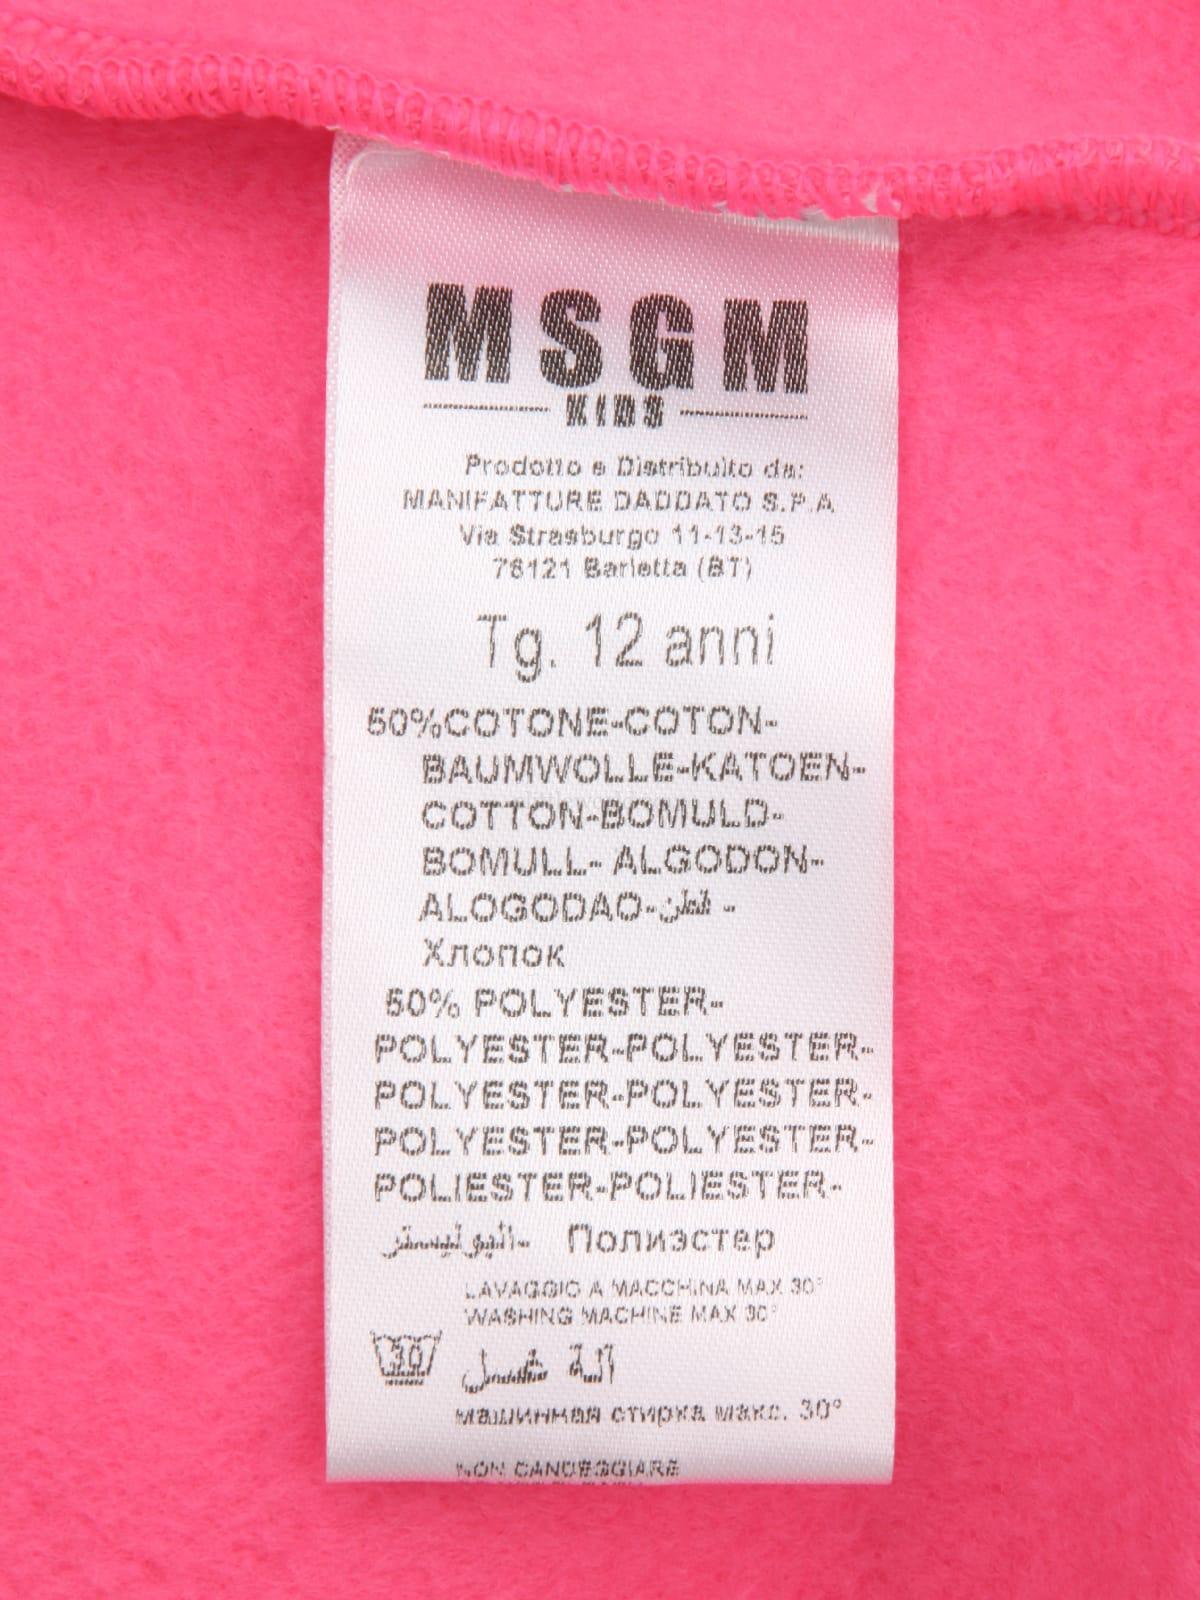 MSGM
KIDS
Prodotto e Distribuito da:
MANIFATTURE DADDATO S.P.A
Via Strasburgo 11-13-15
76121 Barletta (BT)
Tg. 12 anni
50%COTONE-COTON-
BAUMWOLLE-KATOEN-
COTTON-BOMULD-
BOMULL- ALGODON-
ALOGODAO-قطن -
Хлопок
50% POLYESTER-
POLYESTER-POLYESTER-
POLYESTER-POLYESTER-
POLYESTER-POLYESTER-
POLIESTER-POLIESTER-
البوليستر- Полиэстер
LAVAGGIO A MACCHINA MAX 30°
WASHING MACHINE MAX 30°
30 آلة غسل
машинная стирка макс. 30°
NON CANDEGGIARE